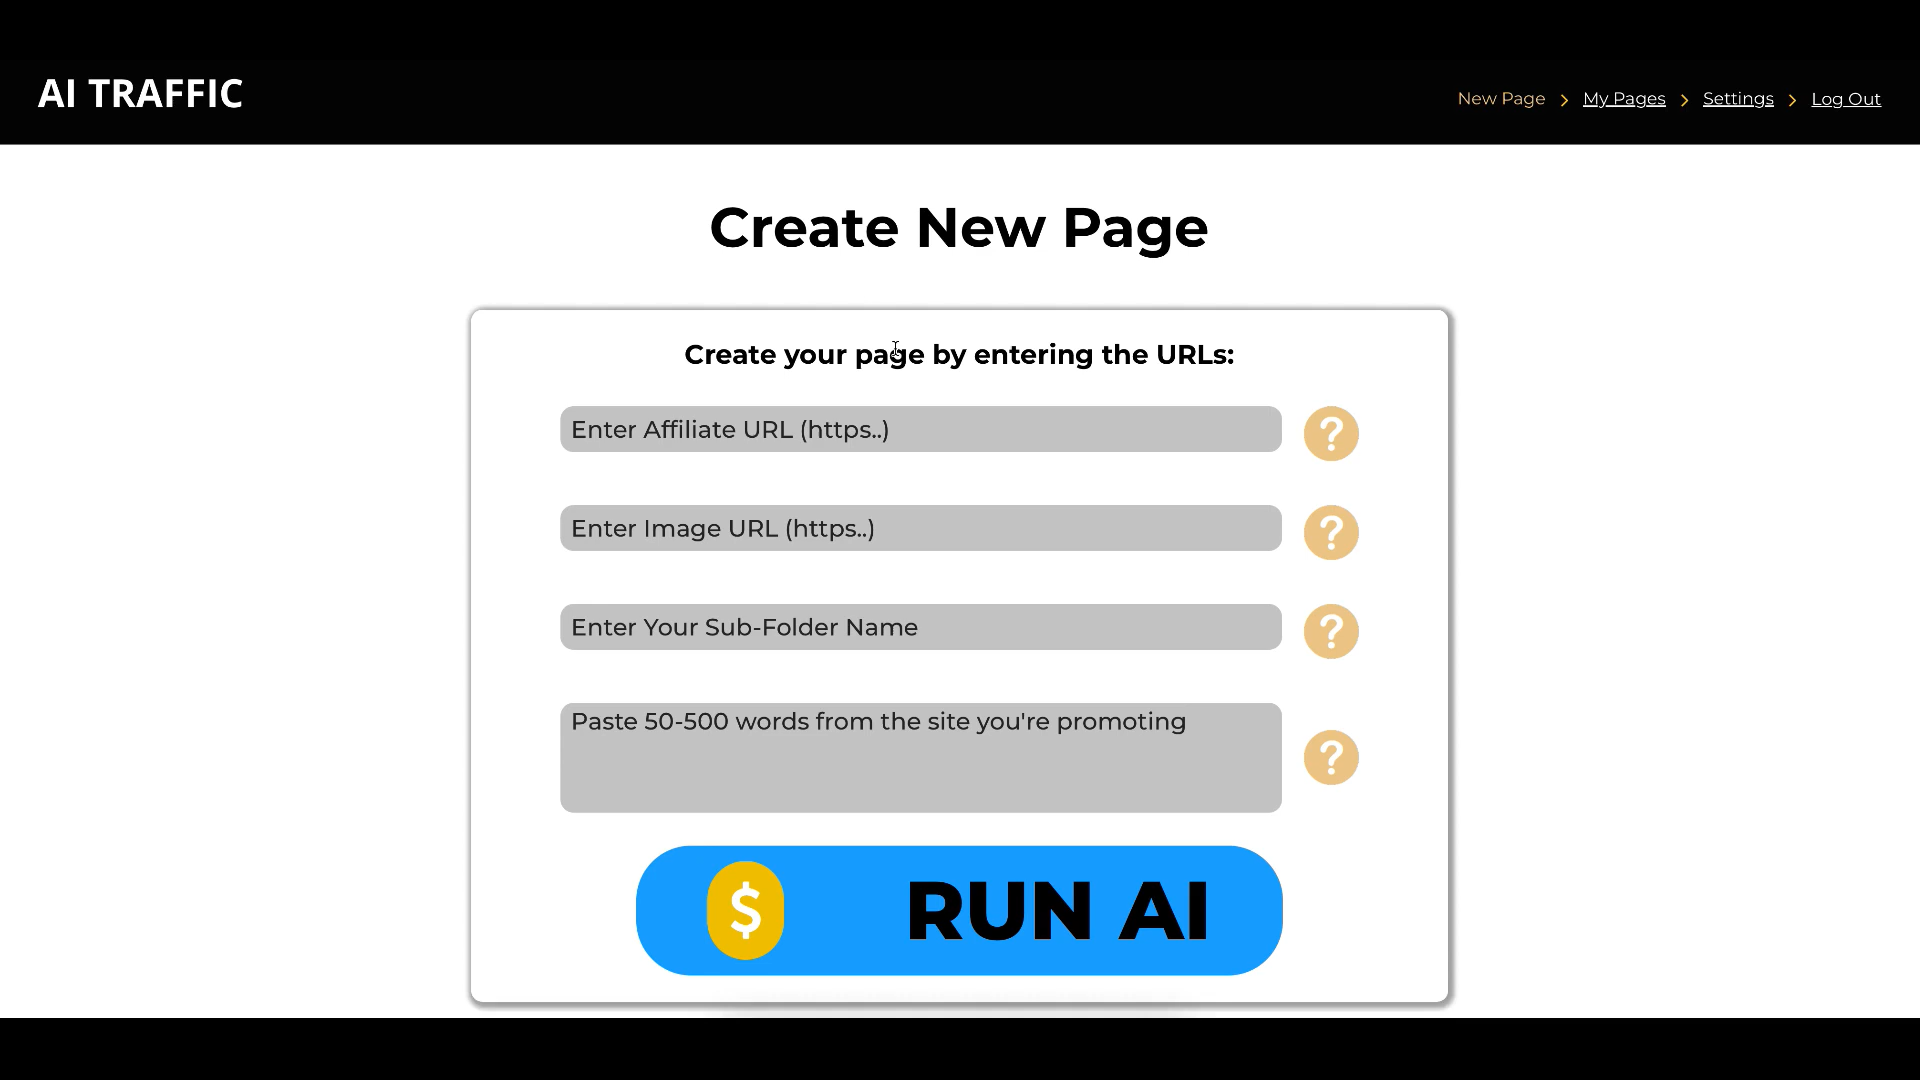 AI TRAFFIC
New Page > My Pages > Settings > Log Out
Create New Page
Create your page by entering the URLs:
Enter Affiliate URL (https..)
?
Enter Image URL (https..)
?
Enter Your Sub-Folder Name
?
Paste 50-500 words from the site you're promoting
?
$ RUN AI